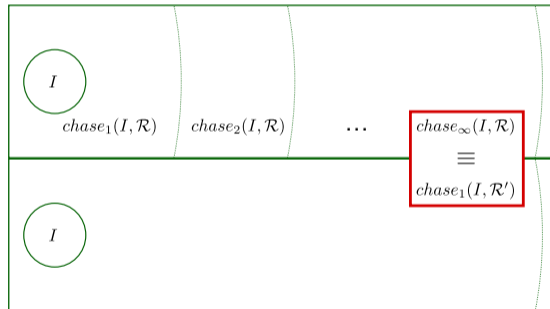 I
chase₁(I, ℛ) chase₂(I, ℛ) ... chase∞(I, ℛ)
≡
chase₁(I, ℛ′)
I